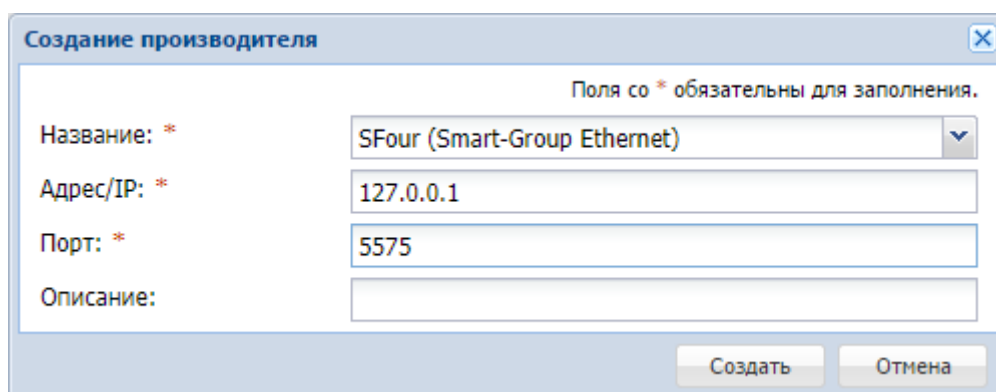 Создание производителя
Поля со * обязательны для заполнения.
Название: * SFour (Smart-Group Ethernet)
Адрес/IP: * 127.0.0.1
Порт: * 5575
Описание:
Создать Отмена